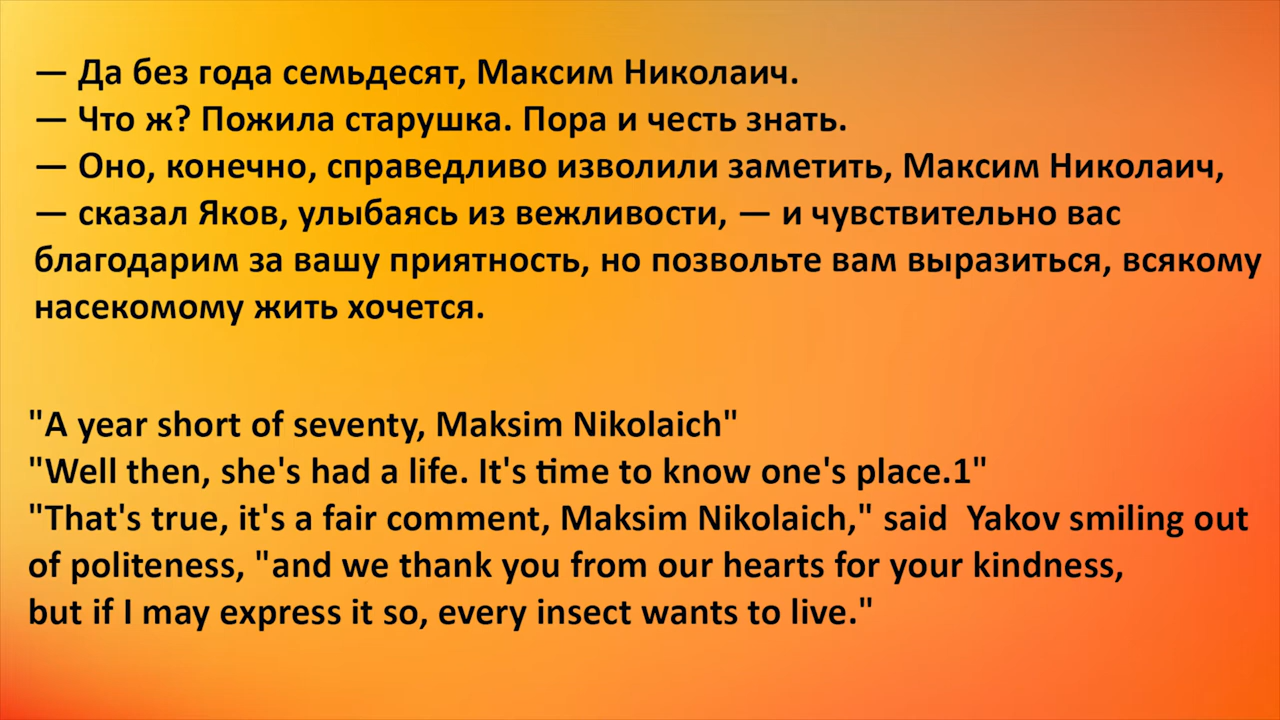 — Да без года семьдесят, Максим Николаич.
— Что ж? Пожила старушка. Пора и честь знать.
— Оно, конечно, справедливо изволили заметить, Максим Николаич,
— сказал Яков, улыбаясь из вежливости, — и чувствительно вас
благодарим за вашу приятность, но позвольте вам выразиться, всякому
насекомому жить хочется.
"A year short of seventy, Maksim Nikolaich"
"Well then, she's had a life. It's time to know one's place.1"
"That's true, it's a fair comment, Maksim Nikolaich," said  Yakov smiling out
of politeness, "and we thank you from our hearts for your kindness,
but if I may express it so, every insect wants to live."